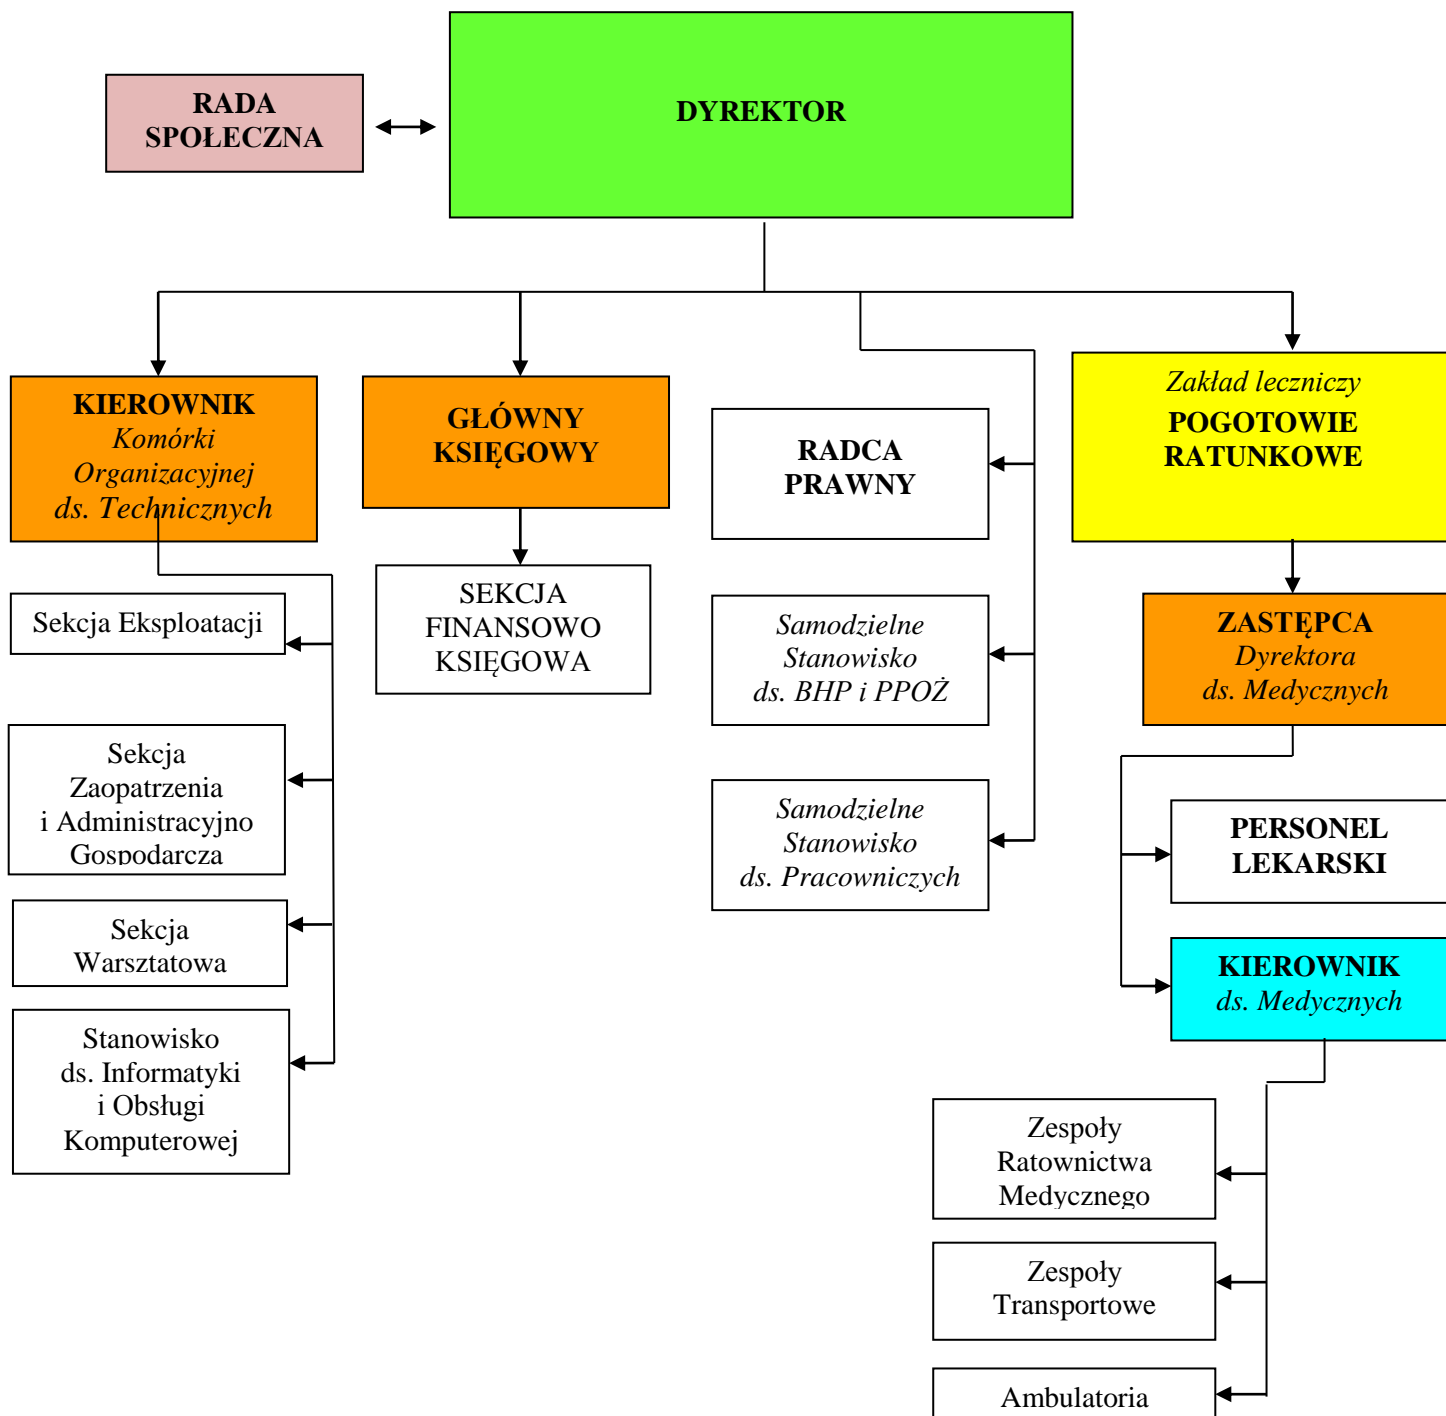 RADA
SPOŁECZNA
DYREKTOR
KIEROWNIK
Komórki
Organizacyjnej
ds. Technicznych
GŁÓWNY
KSIĘGOWY
RADCA
PRAWNY
Zakład leczniczy
POGOTOWIE
RATUNKOWE
Sekcja Eksploatacji
SEKCJA
FINANSOWO
KSIĘGOWA
Samodzielne
Stanowisko
ds. BHP i PPOŻ
ZASTĘPCA
Dyrektora
ds. Medycznych
Sekcja
Zaopatrzenia
i Administracyjno
Gospodarcza
Samodzielne
Stanowisko
ds. Pracowniczych
PERSONEL
LEKARSKI
Sekcja
Warsztatowa
KIEROWNIK
ds. Medycznych
Stanowisko
ds. Informatyki
i Obsługi
Komputerowej
Zespoły
Ratownictwa
Medycznego
Zespoły
Transportowe
Ambulatoria